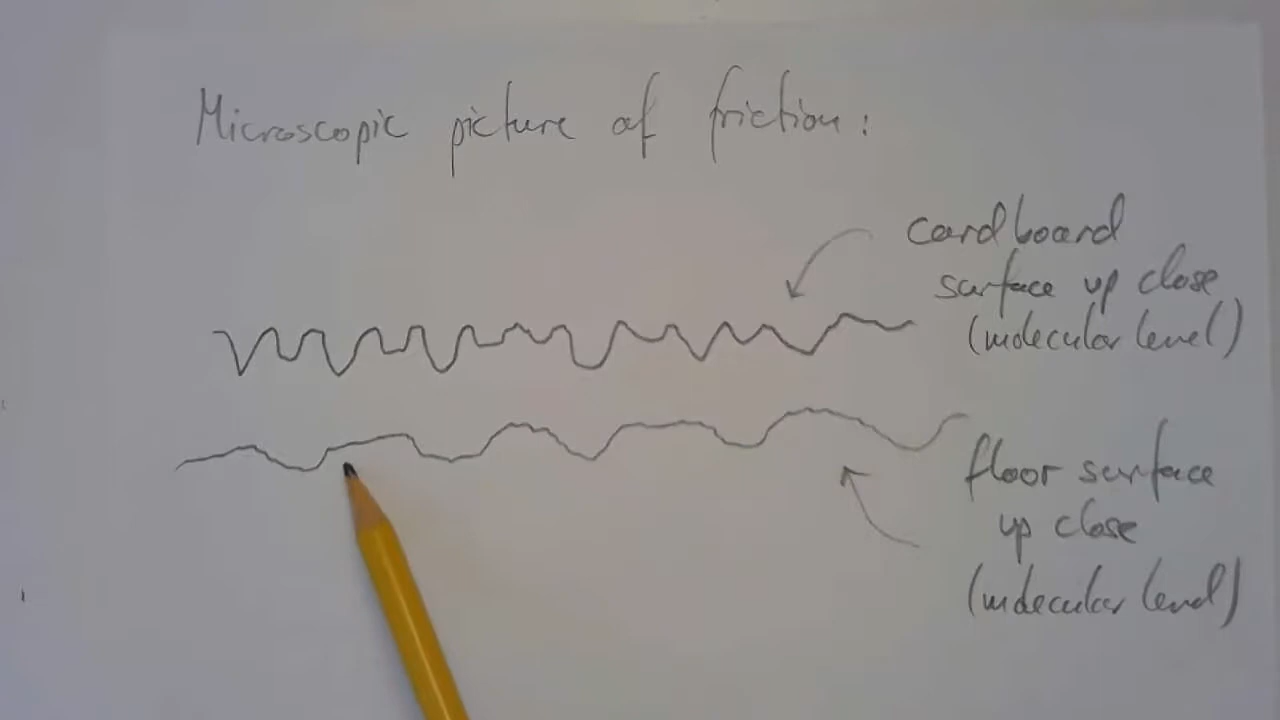 Microscopic picture of friction:
cardboard
surface up close
(molecular level)
floor surface
up close
(molecular level)